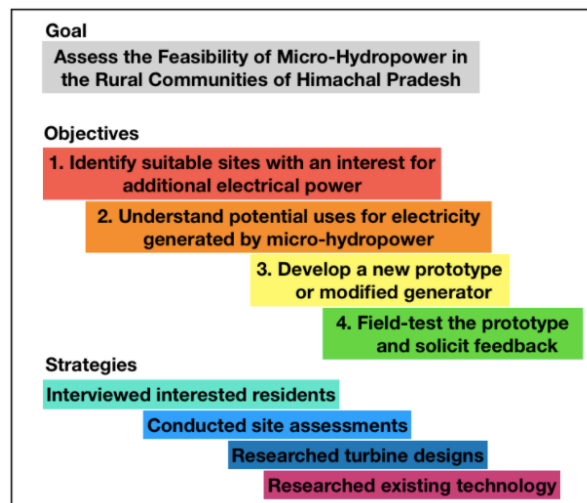 Goal
Assess the Feasibility of Micro-Hydropower in
the Rural Communities of Himachal Pradesh
Objectives
1. Identify suitable sites with an interest for
additional electrical power
2. Understand potential uses for electricity
generated by micro-hydropower
3. Develop a new prototype
or modified generator
4. Field-test the prototype
and solicit feedback
Strategies
Interviewed interested residents
Conducted site assessments
Researched turbine designs
Researched existing technology